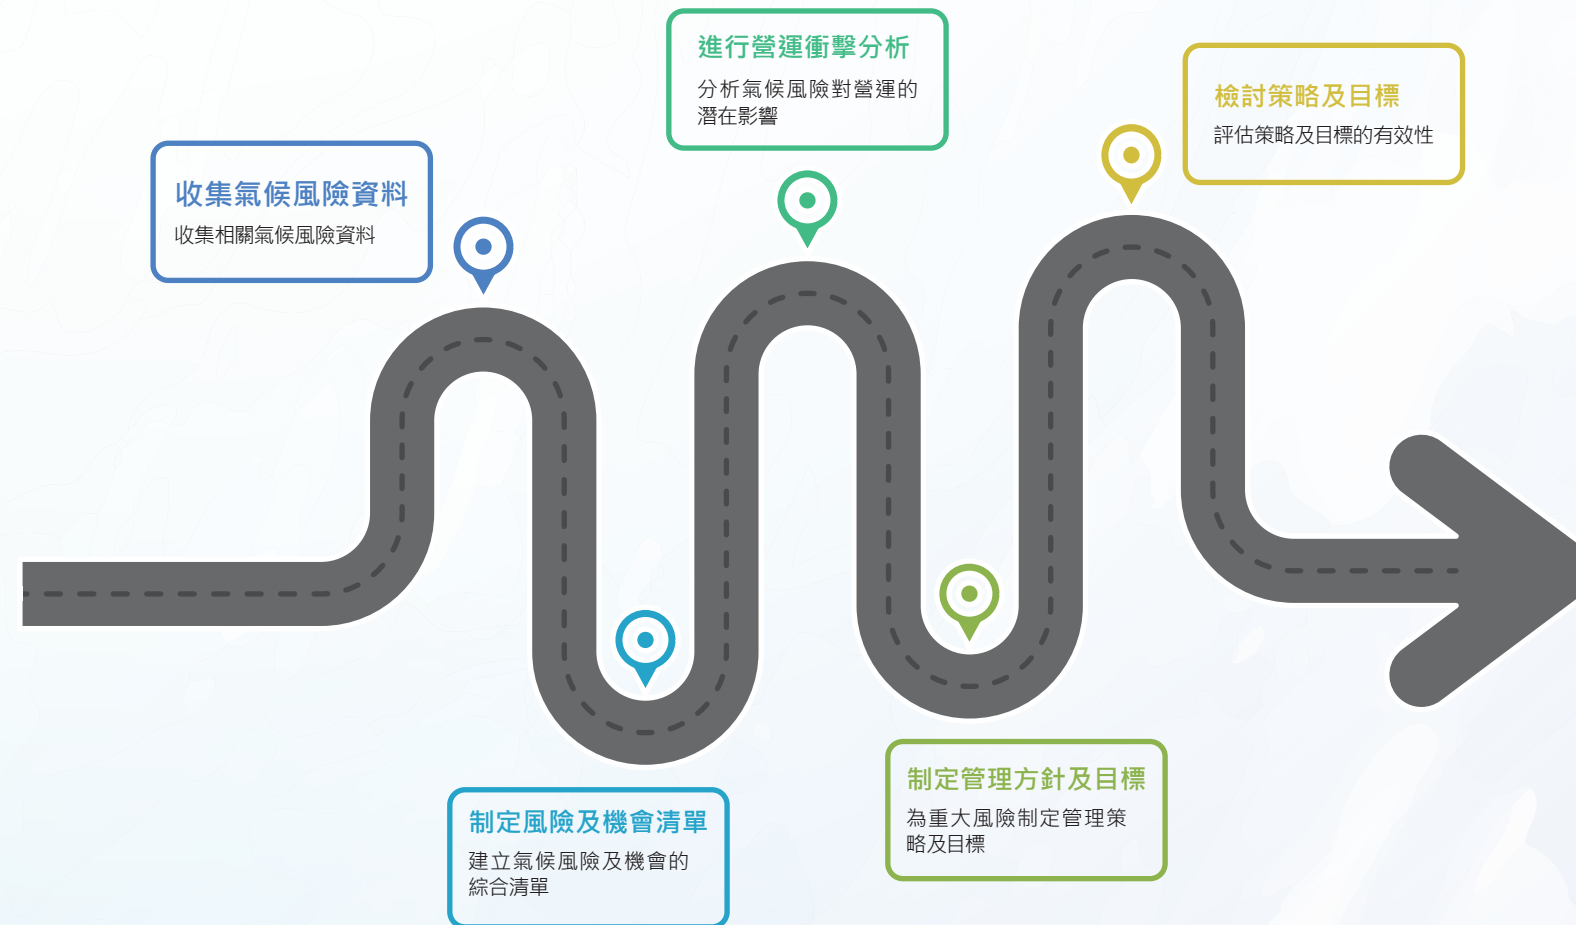 收集氣候風險資料
收集相關氣候風險資料
制定風險及機會清單
建立氣候風險及機會的
綜合清單
進行營運衝擊分析
分析氣候風險對營運的
潛在影響
制定管理方針及目標
為重大風險制定管理策
略及目標
檢討策略及目標
評估策略及目標的有效性